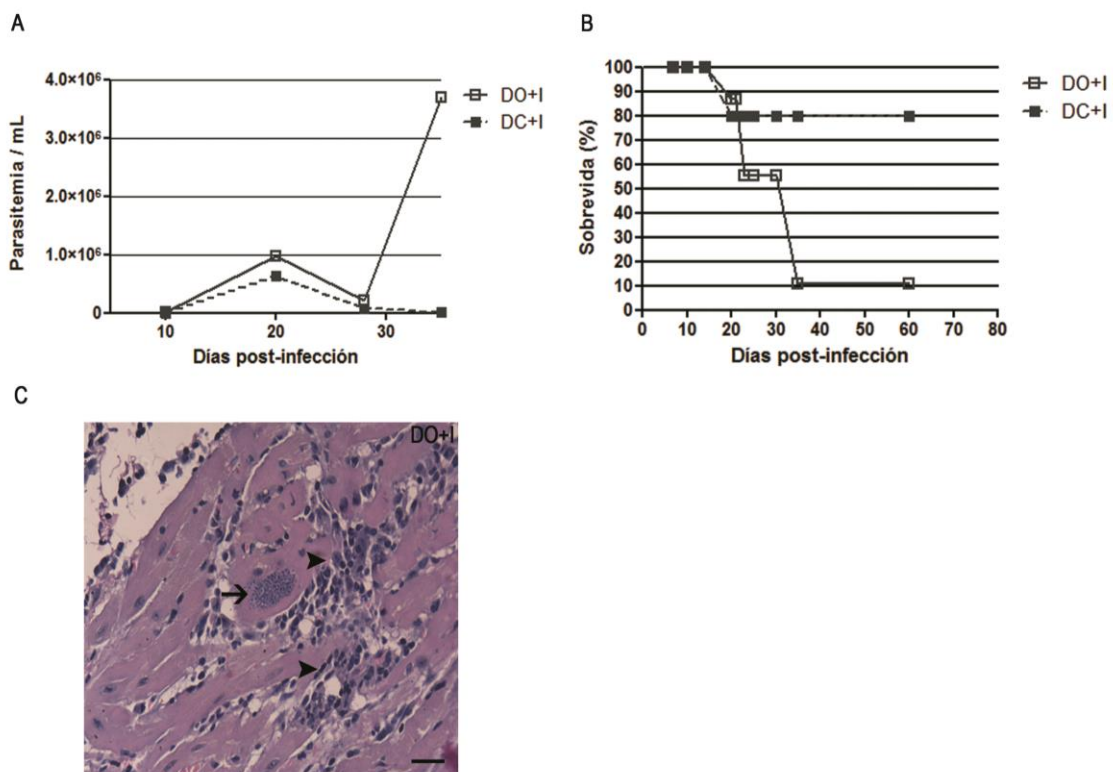 A
Parasitemia / mL
4.0×10⁶
3.0×10⁶
2.0×10⁶
1.0×10⁶
0
10 20 30
Días post-infección
DO+I
DC+I
B
Sobrevida (%)
100
90
80
70
60
50
40
30
20
10
0
0 10 20 30 40 50 60 70 80
Días post-infección
DO+I
DC+I
C
DO+I